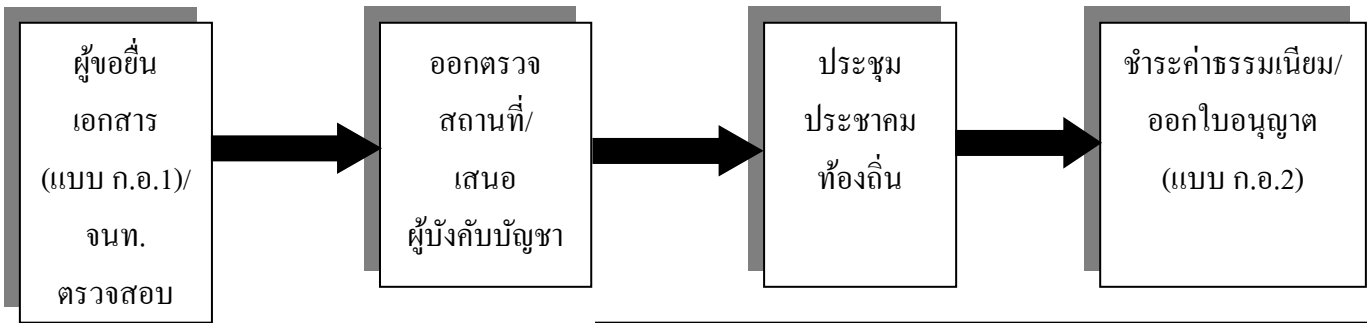 ผู้ขอยื่น
เอกสาร
(แบบ ก.อ.1)/
จนท.
ตรวจสอบ
ออกตรวจ
สถานที่/
เสนอ
ผู้บังคับบัญชา
ประชุม
ประชาคม
ท้องถิ่น
ชำระค่าธรรมเนียม/
ออกใบอนุญาต
(แบบ ก.อ.2)